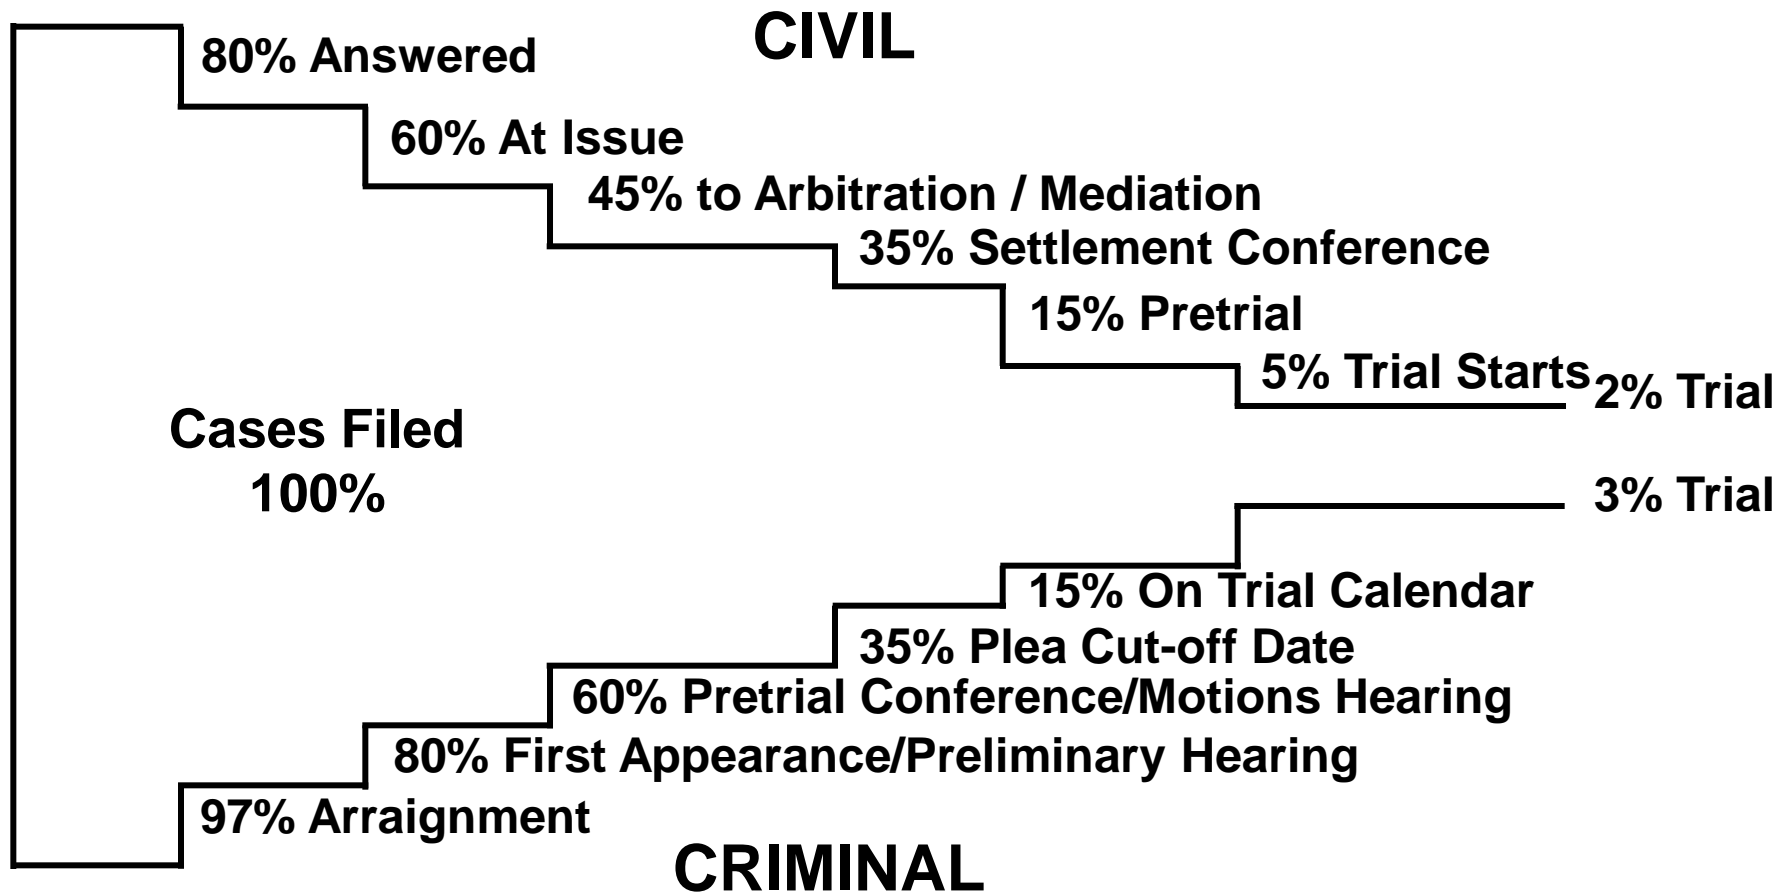 CIVIL
80% Answered
60% At Issue
45% to Arbitration / Mediation
35% Settlement Conference
15% Pretrial
5% Trial Starts
2% Trial
Cases Filed
100%
3% Trial
15% On Trial Calendar
35% Plea Cut-off Date
60% Pretrial Conference/Motions Hearing
80% First Appearance/Preliminary Hearing
97% Arraignment
CRIMINAL